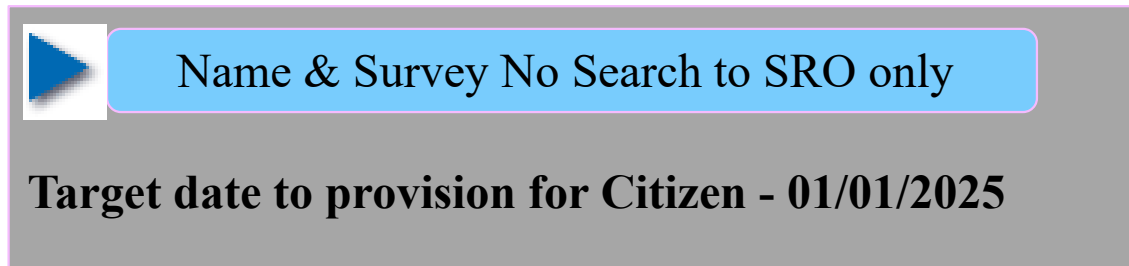 Name & Survey No Search to SRO only
Target date to provision for Citizen - 01/01/2025